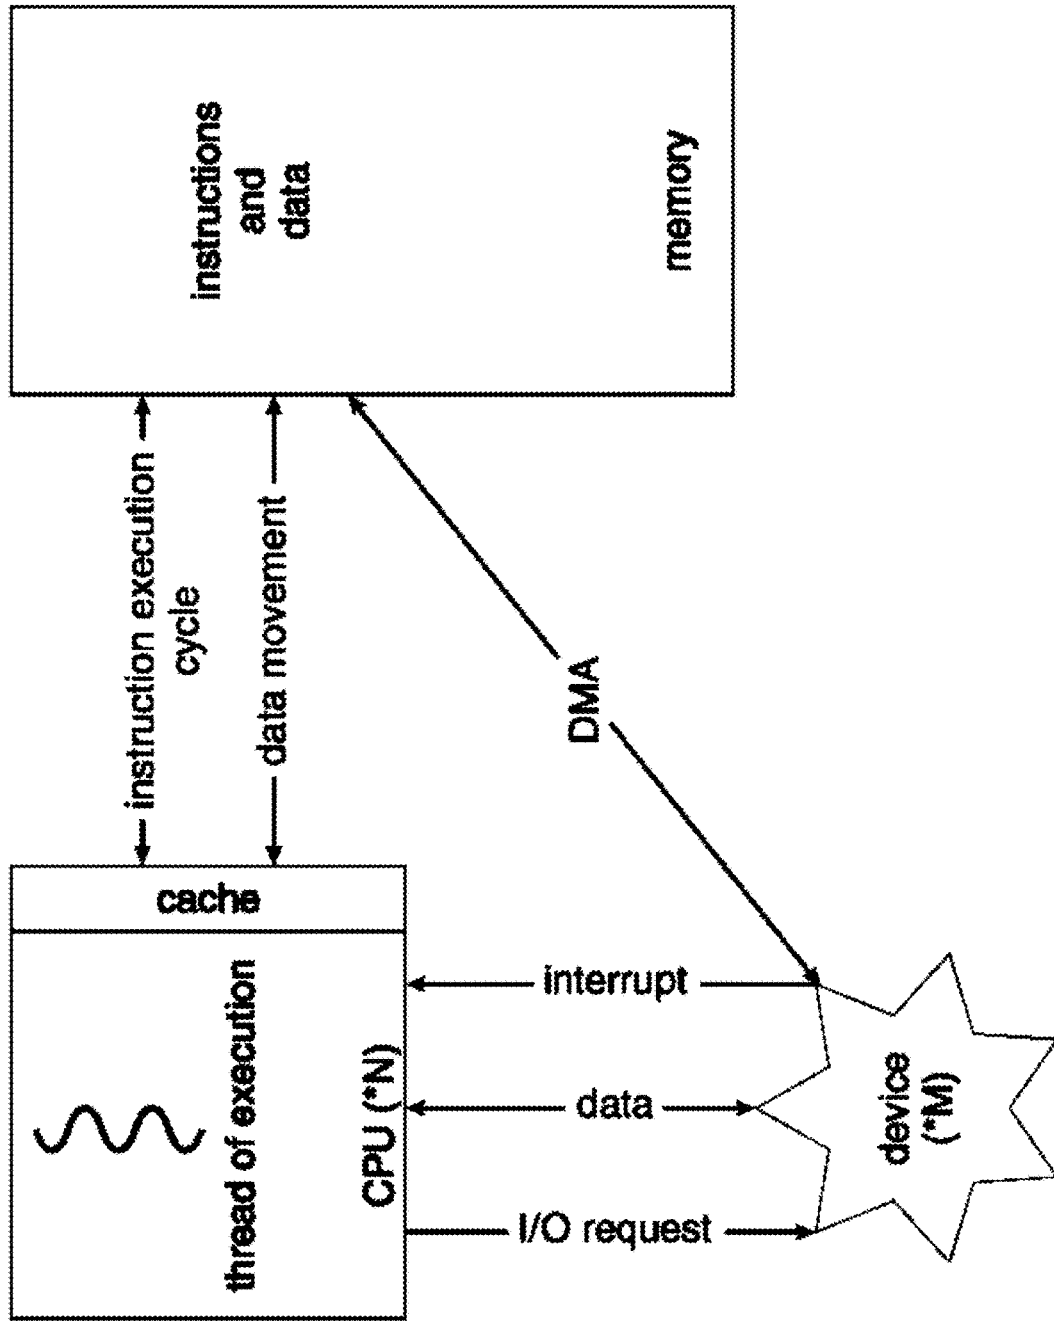 thread of execution
cache
CPU (*N)
instruction execution
cycle
data movement
instructions
and
data
memory
I/O request
data
interrupt
DMA
device
(*M)